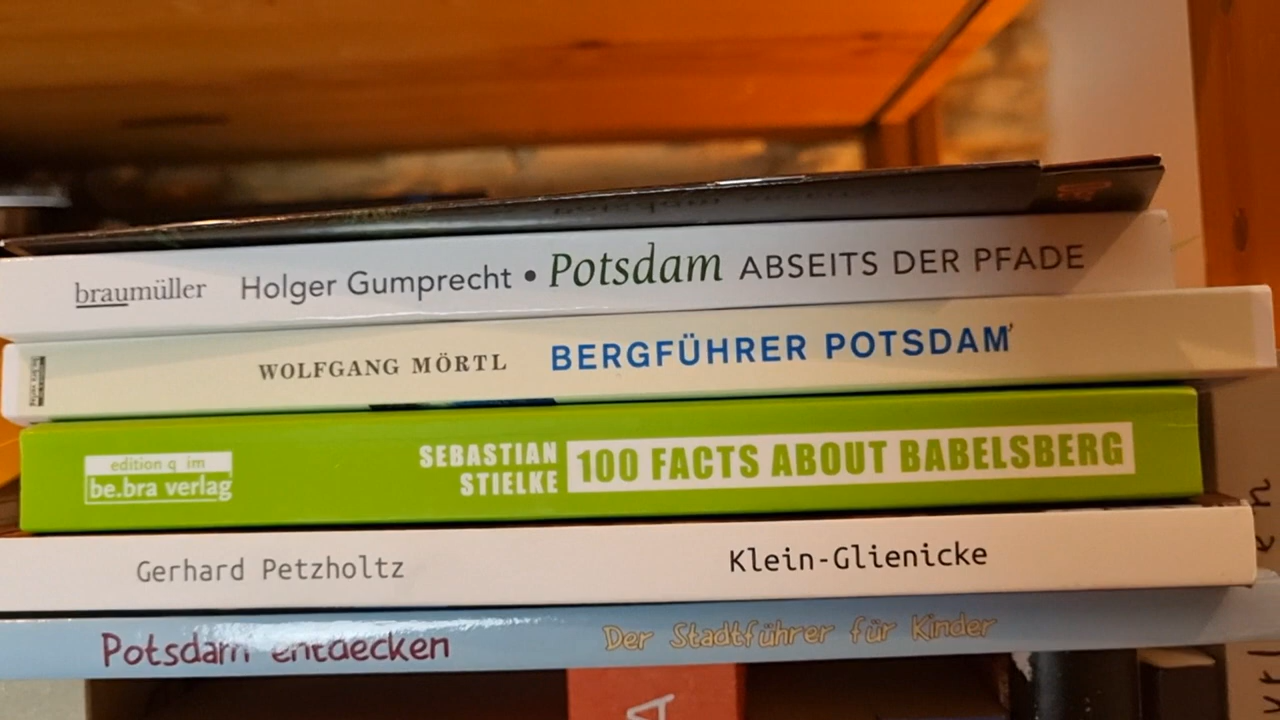 braumüller Holger Gumprecht • Potsdam ABSEITS DER PFADE
WOLFGANG MÖRTL BERGFÜHRER POTSDAM
edition q im
be.bra verlag
SEBASTIAN
STIELKE
100 FACTS ABOUT BABELSBERG
Gerhard Petzholtz Klein-Glienicke
Potsdam entdecken Der Stadtführer für Kinder
A